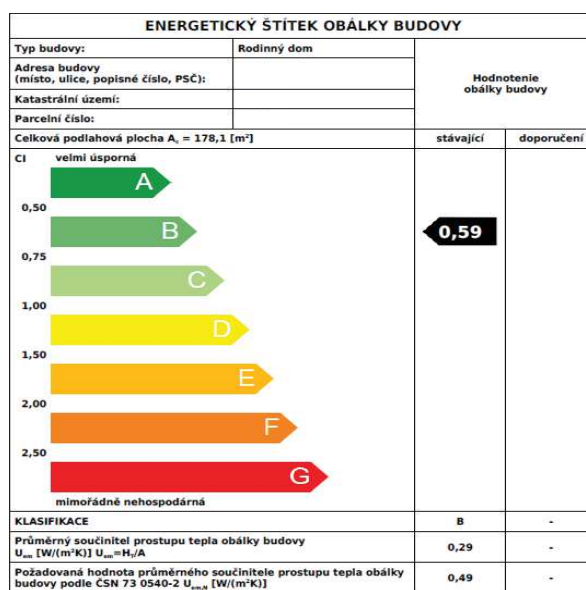 ENERGETICKÝ ŠTÍTEK OBÁLKY BUDOVY
Typ budovy: Rodinný dom
Adresa budovy
(místo, ulice, popisné číslo, PSČ):
Hodnotenie
obálky budovy
Katastrální území:
Parcelní číslo:
Celková podlahová plocha Ac = 178,1 [m²] stávající doporučení
CI velmi úsporná
A
0,50
B 0,59
0,75
C
1,00
D
1,50
E
2,00
F
2,50
G
mimořádně nehospodárná
KLASIFIKACE B -
Průměrný součinitel prostupu tepla obálky budovy
Uem [W/(m²K)] Uem=HT/A 0,29 -
Požadovaná hodnota průměrného součinitele prostupu tepla obálky
budovy podle ČSN 73 0540-2 Uem,N [W/(m²K)] 0,49 -